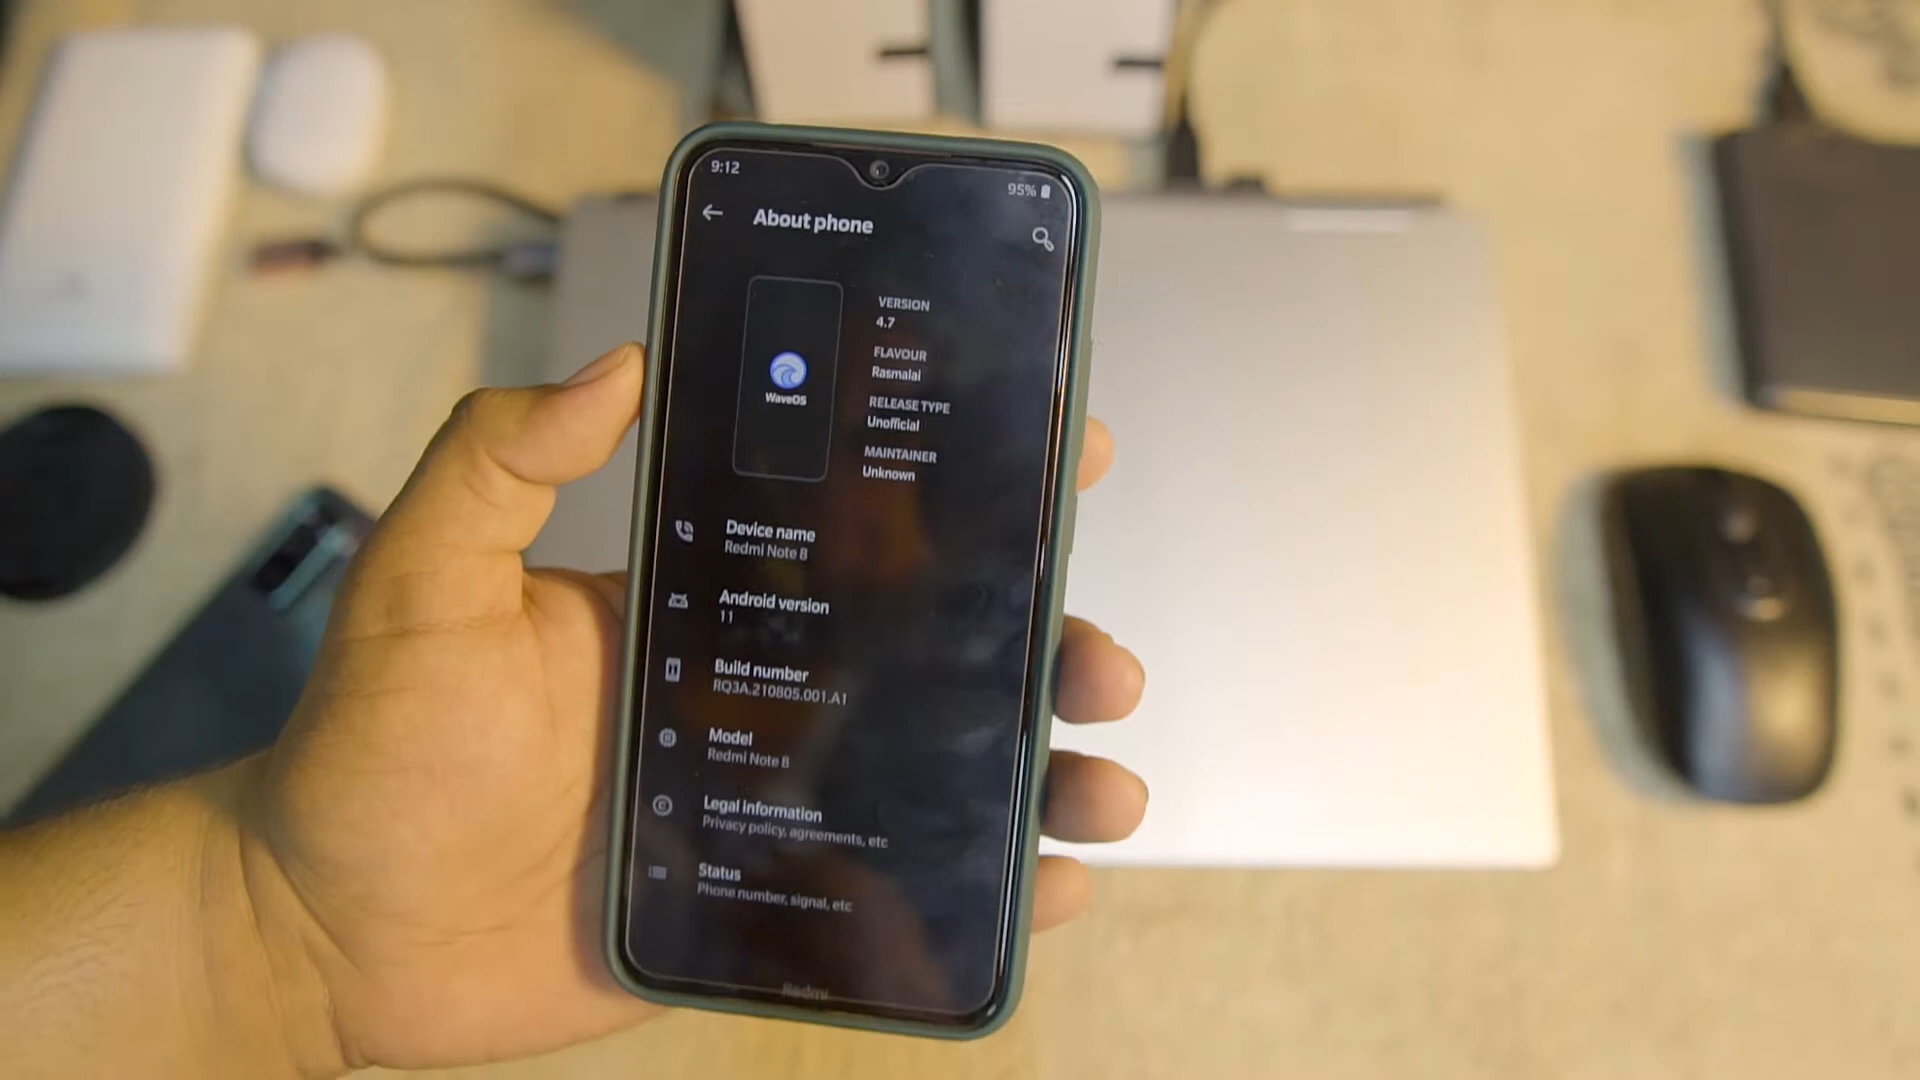 9:12
95%
About phone
WaveOS
VERSION
4.7
FLAVOUR
Rasmalai
RELEASE TYPE
Unofficial
MAINTAINER
Unknown
Device name
Redmi Note 8
Android version
11
Build number
RQ3A.210805.001.A1
Model
Redmi Note 8
Legal information
Privacy policy, agreements, etc
Status
Phone number, signal, etc
Redmi